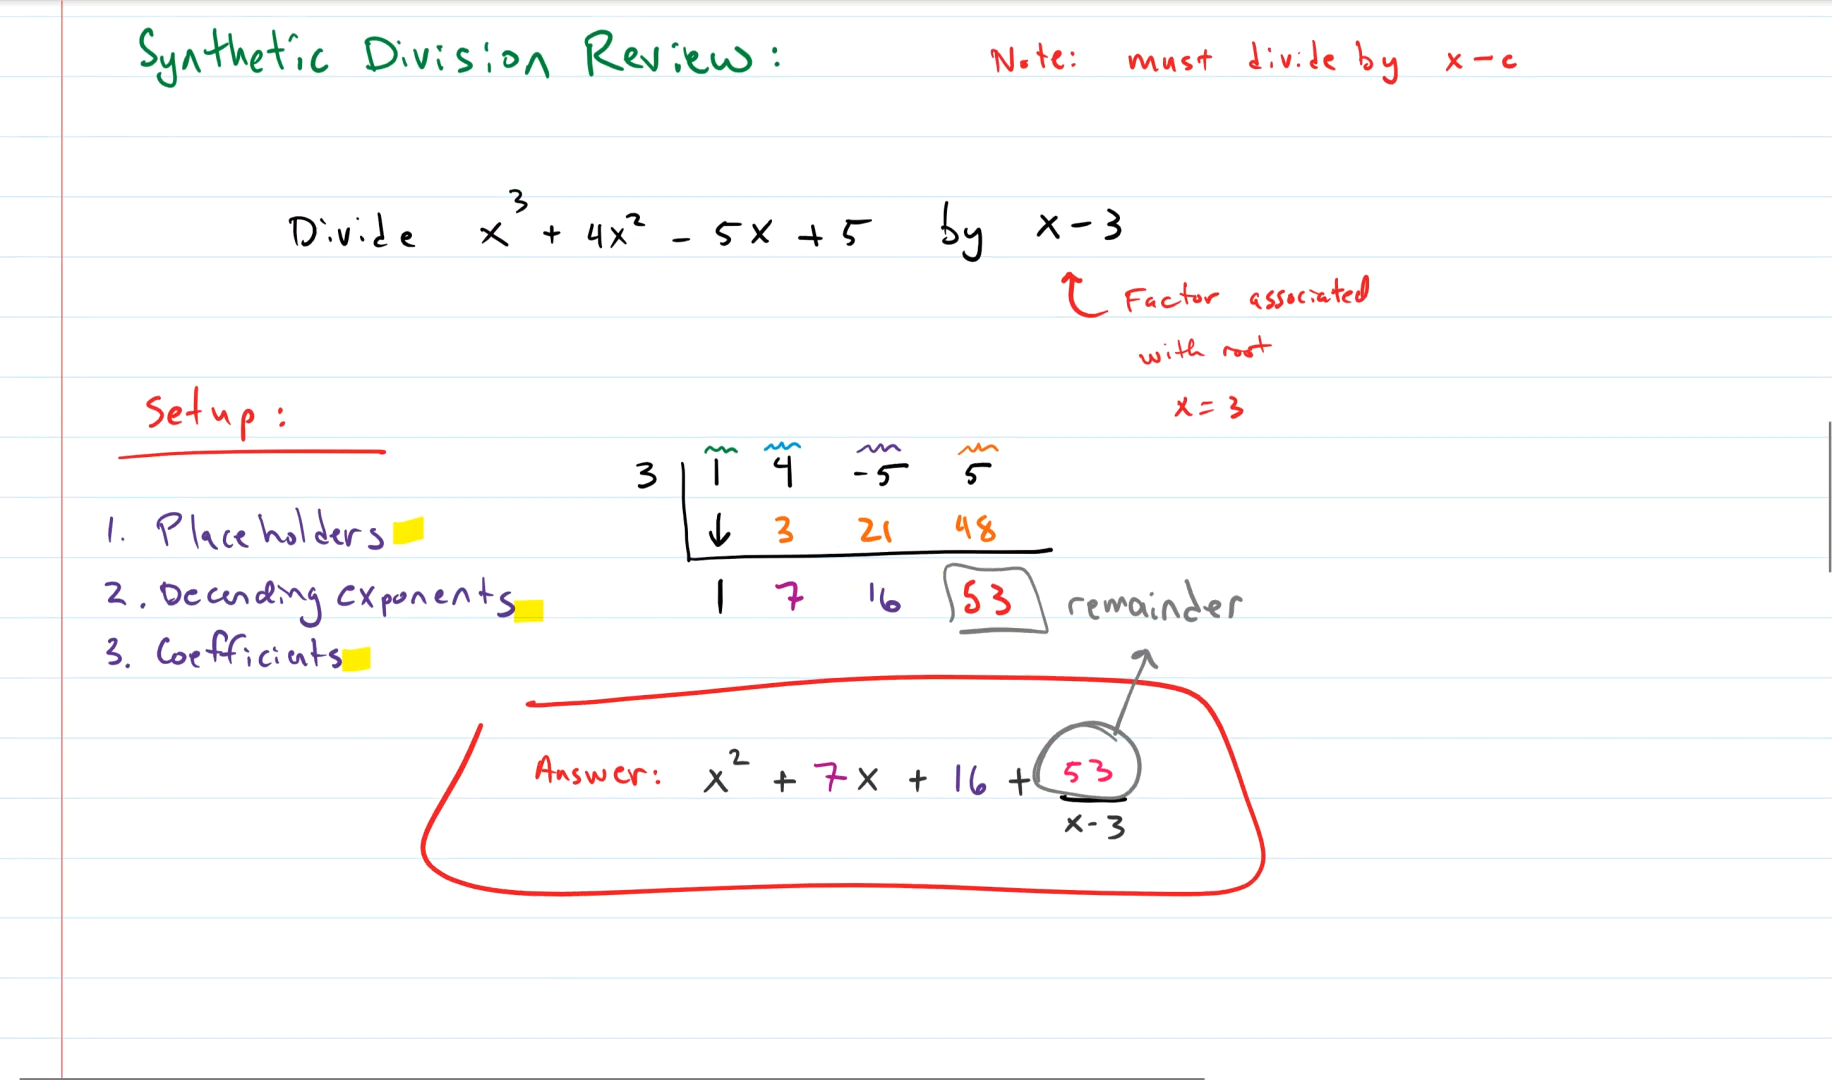 Synthetic Division Review:
Note: must divide by x-c
Divide x³ + 4x² - 5x + 5 by x-3
Factor associated
with root
x = 3
Setup:
3 | 1 4 -5 5
1. Placeholders ↓ 3 21 48
2. Decending exponents 1 7 16 53 remainder
3. Coefficients
Answer: x² + 7x + 16 + 53
x-3